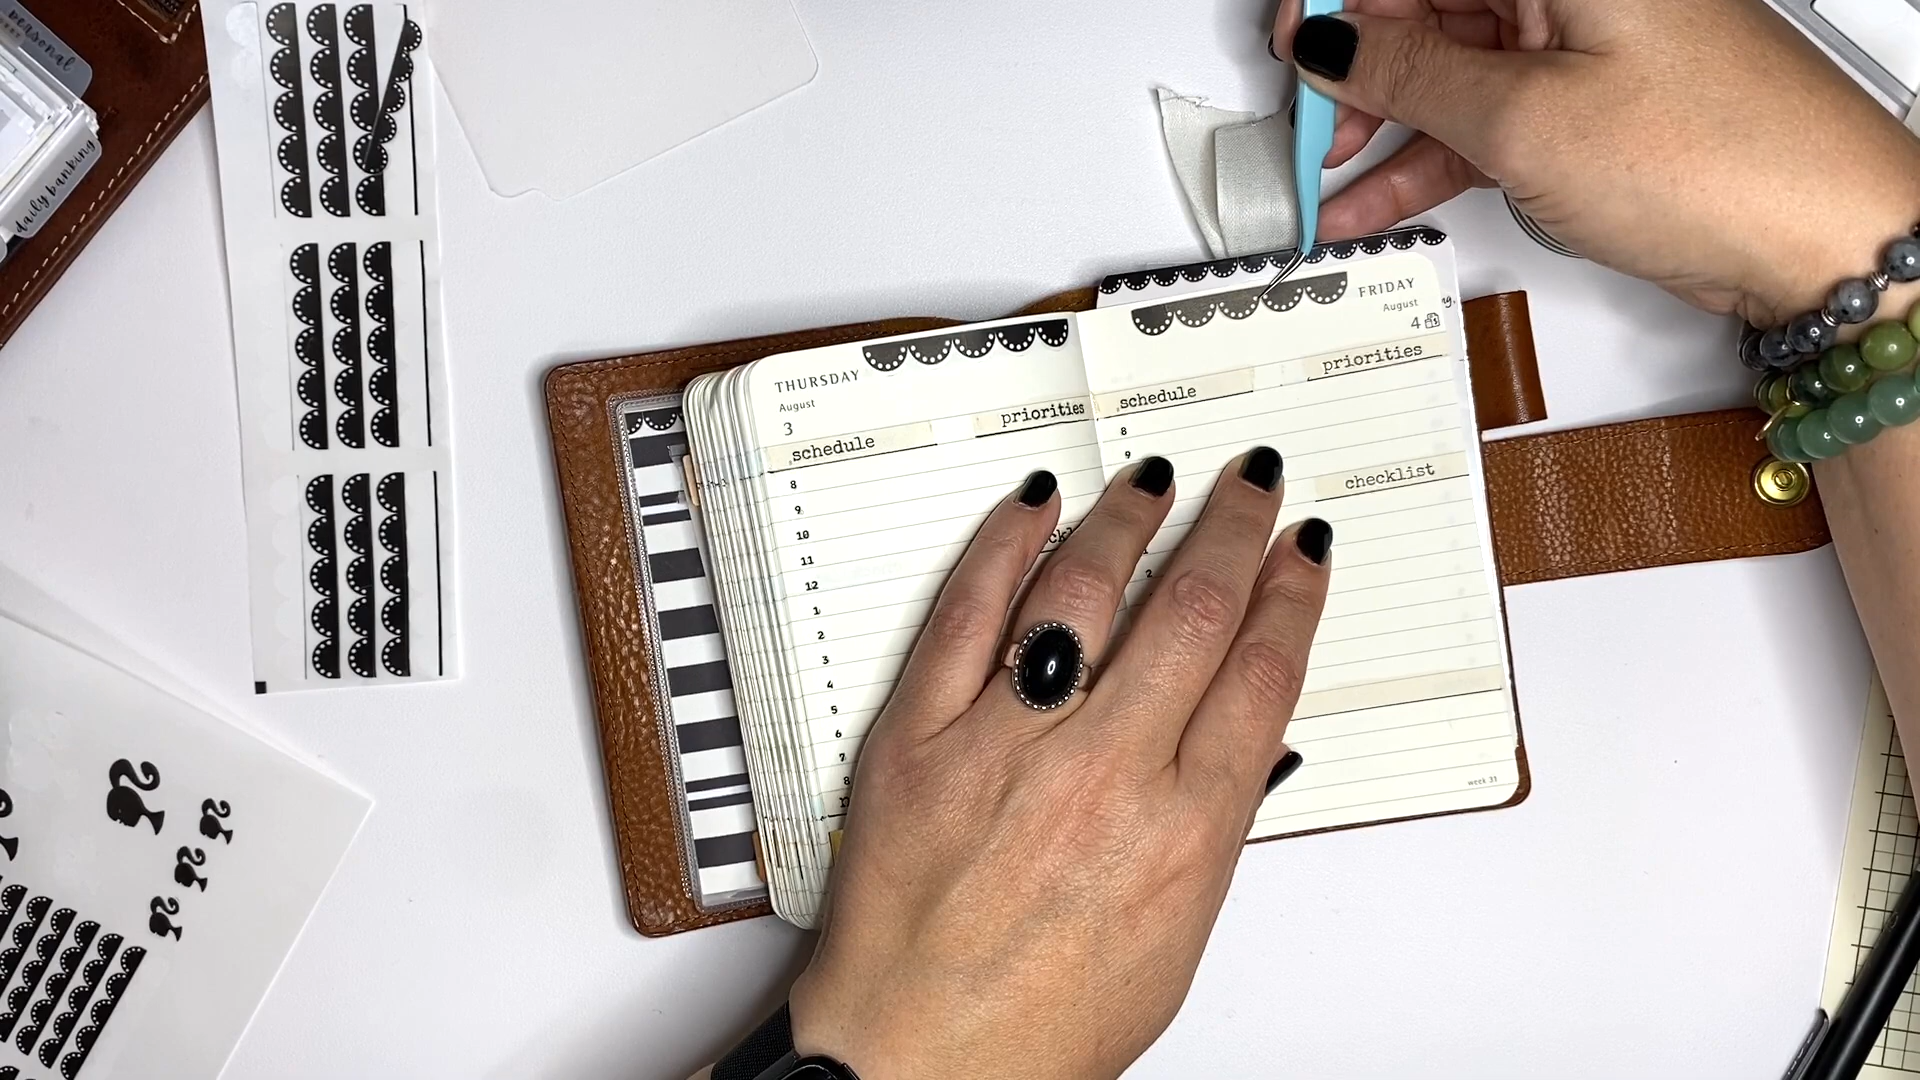 seasonal
daily banking
THURSDAY
August
3
schedule
priorities
8
9
10
11
12
1
2
3
4
5
6
7
8
FRIDAY
August
4
schedule
priorities
8
9
checklist
2
week 31